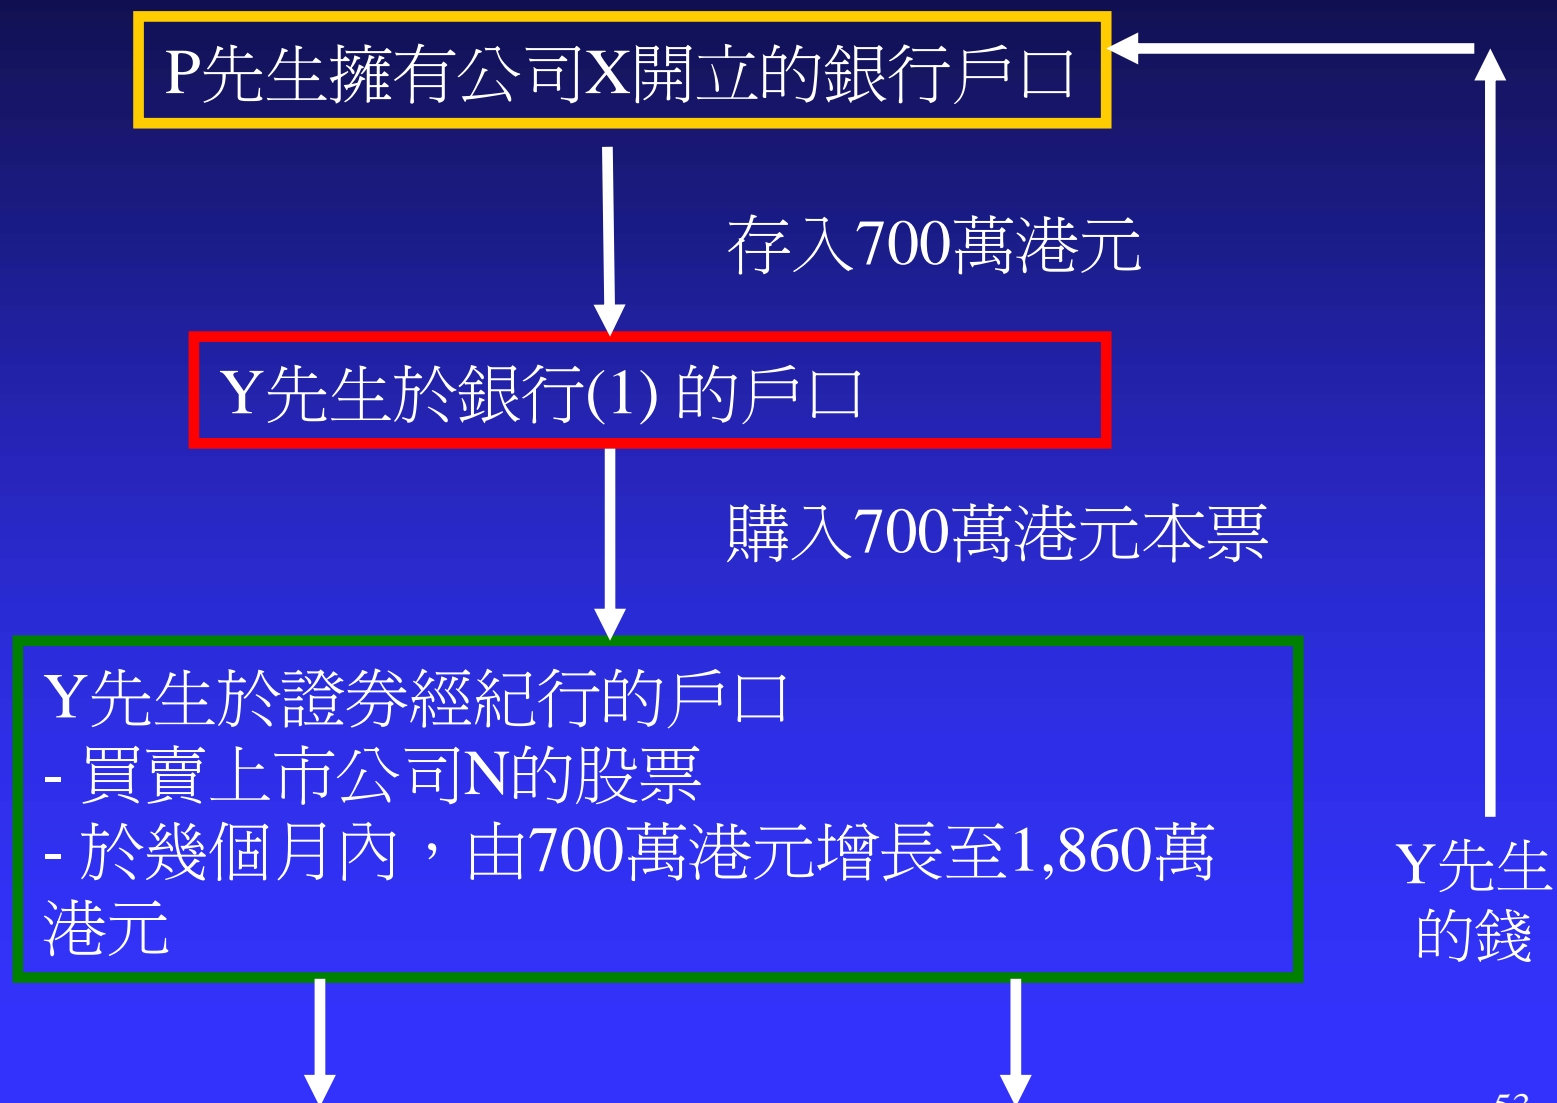 P先生擁有公司X開立的銀行戶口
存入700萬港元
Y先生於銀行(1) 的戶口
購入700萬港元本票
Y先生於證券經紀行的戶口
- 買賣上市公司N的股票
- 於幾個月內，由700萬港元增長至1,860萬
港元
Y先生
的錢